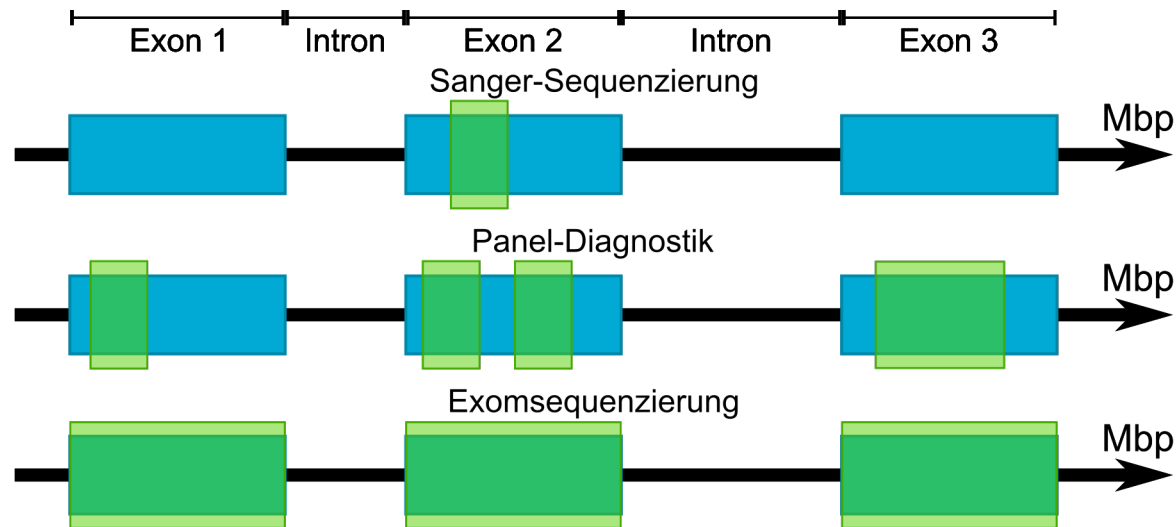 Exon 1 Intron Exon 2 Intron Exon 3
Sanger-Sequenzierung
Mbp
Panel-Diagnostik
Mbp
Exomsequenzierung
Mbp